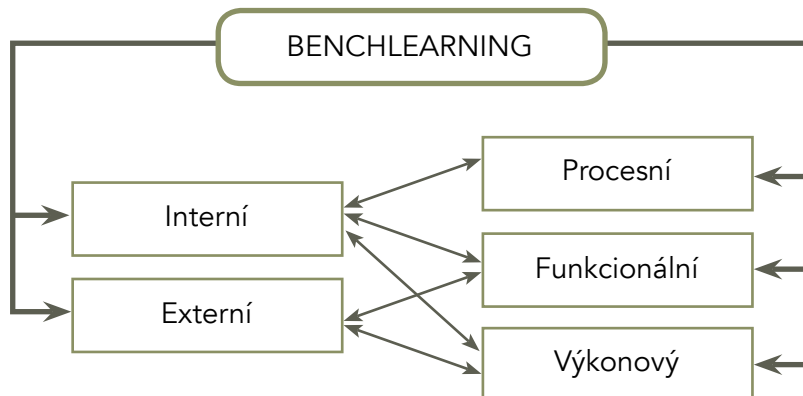 BENCHLEARNING
Interní
Externí
Procesní
Funkcionální
Výkonový